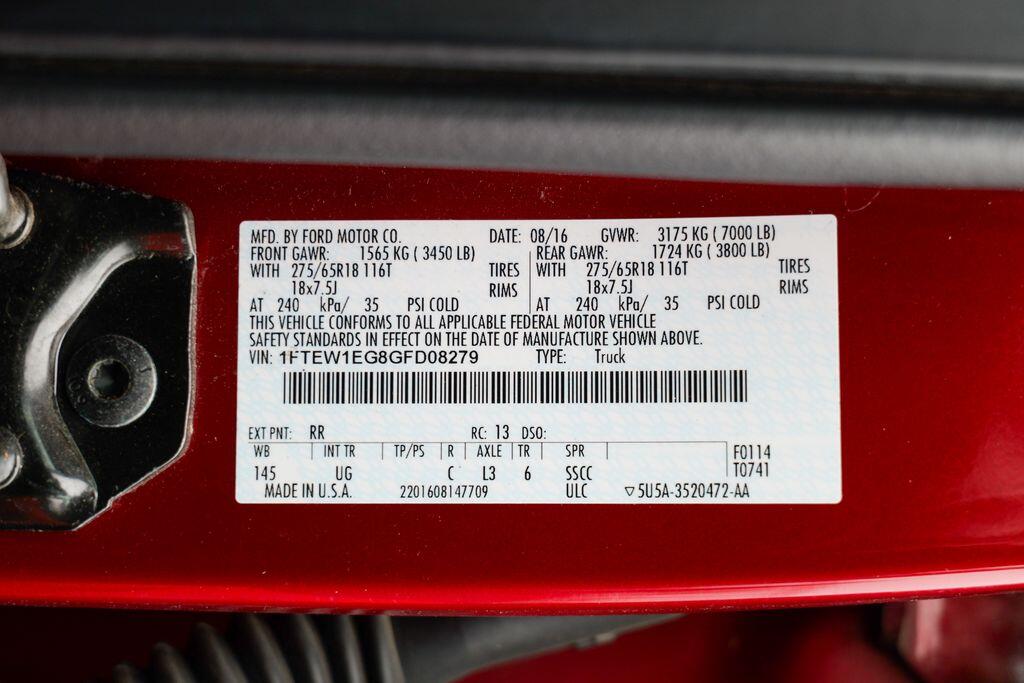 MFD. BY FORD MOTOR CO. DATE: 08/16 GVWR: 3175 KG ( 7000 LB)
FRONT GAWR: 1565 KG ( 3450 LB) REAR GAWR: 1724 KG ( 3800 LB)
WITH 275/65R18 116T TIRES WITH 275/65R18 116T TIRES
18x7.5J RIMS 18x7.5J RIMS
AT 240 kPa/ 35 PSI COLD AT 240 kPa/ 35 PSI COLD
THIS VEHICLE CONFORMS TO ALL APPLICABLE FEDERAL MOTOR VEHICLE
SAFETY STANDARDS IN EFFECT ON THE DATE OF MANUFACTURE SHOWN ABOVE.
VIN: 1FTEW1EG8GFD08279 TYPE: Truck
EXT PNT: RR RC: 13 DSO:
WB INT TR TP/PS R AXLE TR SPR F0114
145 UG C L3 6 SSCC T0741
MADE IN U.S.A. 2201608147709 ULC ▽5U5A-3520472-AA